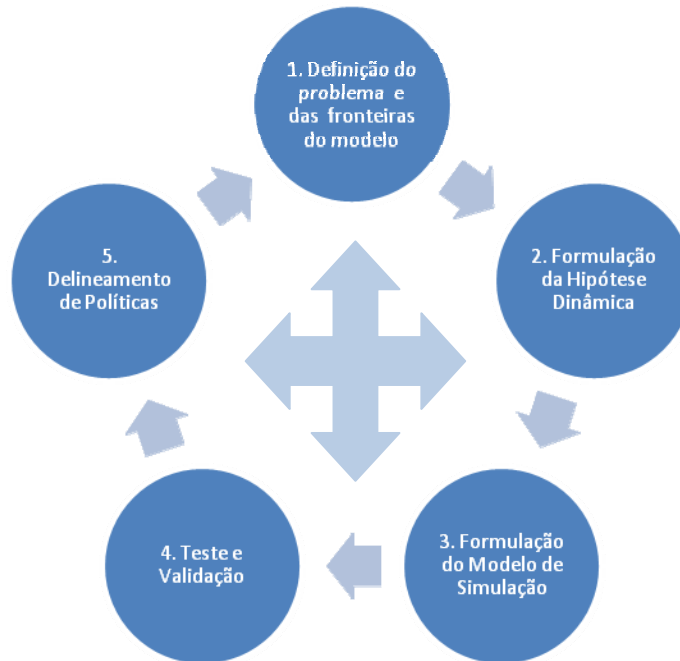 1. Definição do
problema e
das fronteiras
do modelo
2. Formulação
da Hipótese
Dinâmica
3. Formulação
do Modelo de
Simulação
4. Teste e
Validação
5.
Delineamento
de Políticas